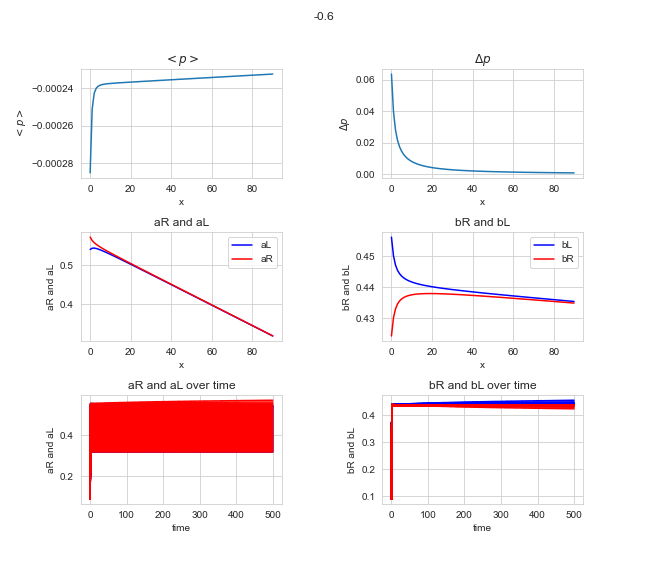 -0.6
< p >
Δp
−0.00024
−0.00026
−0.00028
< p >
0 20 40 60 80
x
0.06
0.04
0.02
0.00
Δp
0 20 40 60 80
x
aR and aL
bR and bL
0.5
0.4
aR and aL
aL
aR
0 20 40 60 80
x
0.45
0.44
0.43
bR and bL
bL
bR
0 20 40 60 80
x
aR and aL over time
bR and bL over time
0.4
0.2
aR and aL
0 100 200 300 400 500
time
0.4
0.3
0.2
0.1
bR and bL
0 100 200 300 400 500
time